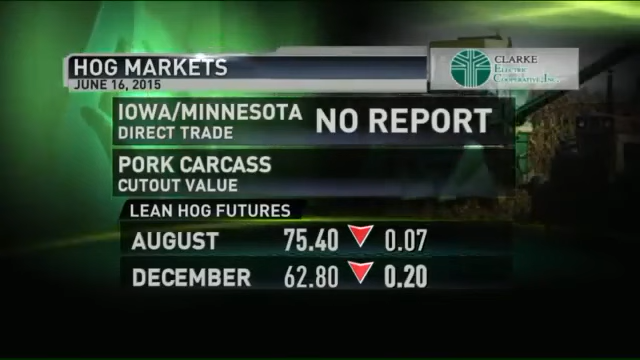 HOG MARKETS
JUNE 16, 2015
CLARKE
ELECTRIC
COOPERATIVE, INC.
IOWA/MINNESOTA
DIRECT TRADE
NO REPORT
PORK CARCASS
CUTOUT VALUE
LEAN HOG FUTURES
AUGUST 75.40 0.07
DECEMBER 62.80 0.20